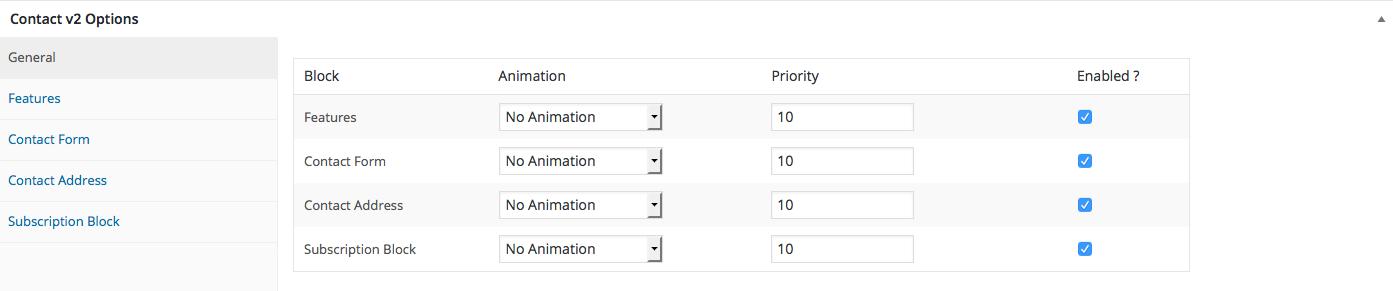 Contact v2 Options
General
Features
Contact Form
Contact Address
Subscription Block
Block Animation Priority Enabled ?
Features No Animation 10
Contact Form No Animation 10
Contact Address No Animation 10
Subscription Block No Animation 10